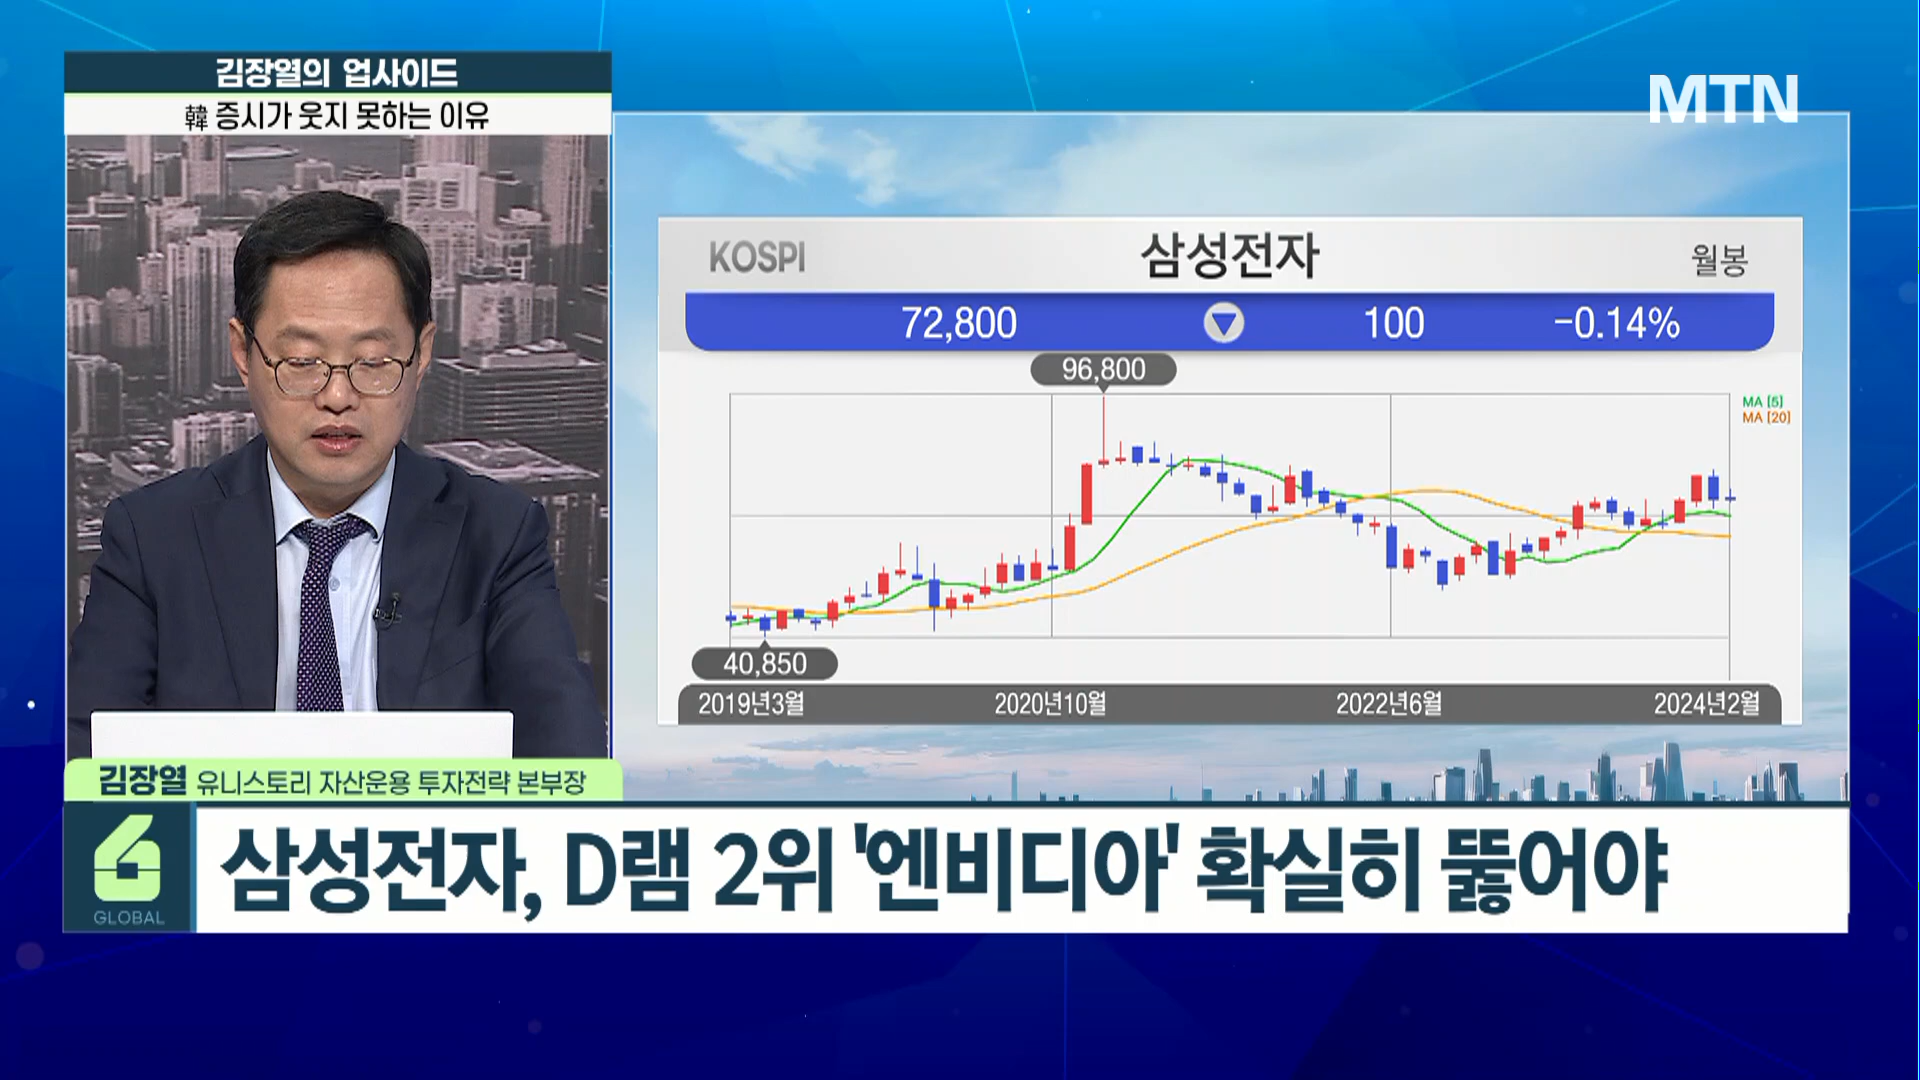 김장열의 업사이드
韓 증시가 웃지 못하는 이유
MTN
KOSPI
삼성전자
월봉
72,800 ▼ 100 -0.14%
96,800
MA [5]
MA [20]
40,850
2019년3월 2020년10월 2022년6월 2024년2월
김장열 유니스토리 자산운용 투자전략 본부장
6
GLOBAL
삼성전자, D램 2위 '엔비디아' 확실히 뚫어야